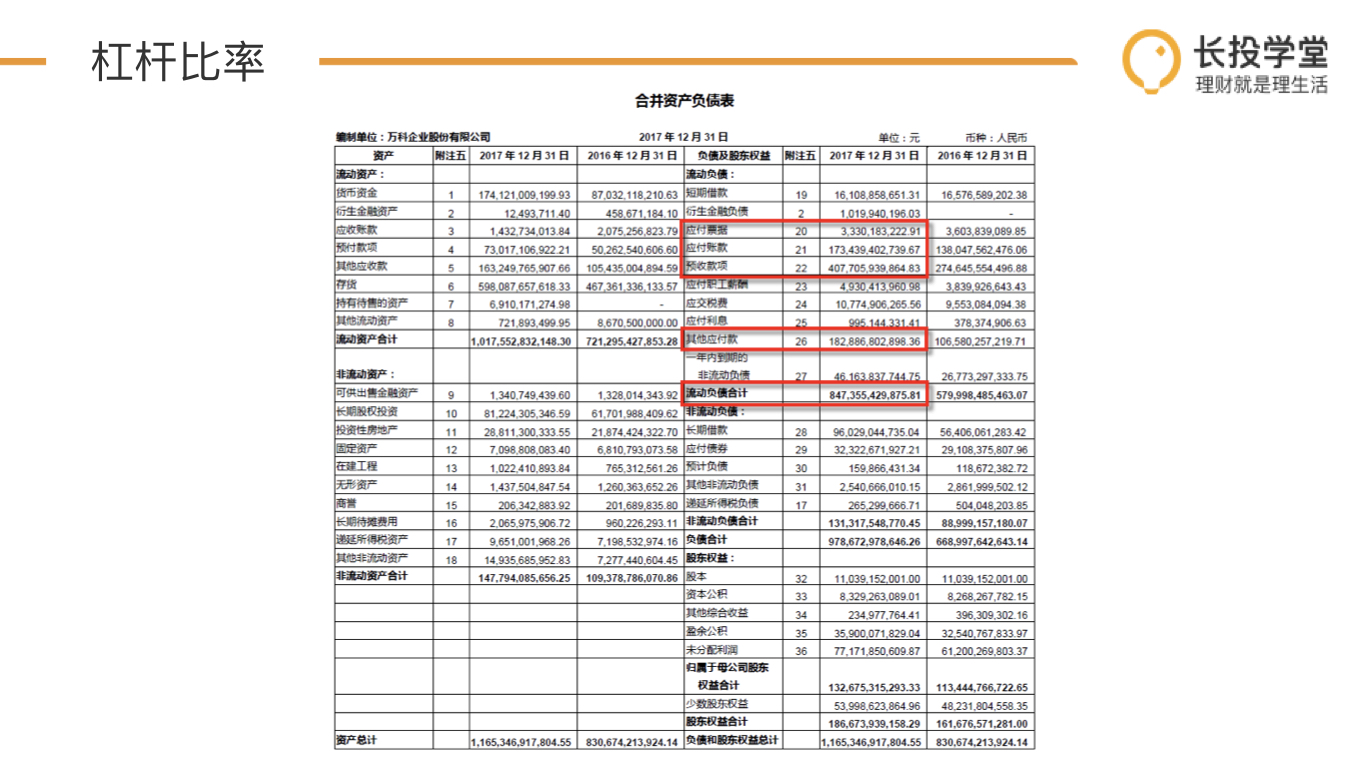 杠杆比率
长投学堂
理财就是理生活
合并资产负债表
编制单位：万科企业股份有限公司 2017 年 12 月 31 日 单位：元 币种：人民币
资产 附注五 2017 年 12 月 31 日 2016 年 12 月 31 日 负债及股东权益 附注五 2017 年 12 月 31 日 2016 年 12 月 31 日
流动资产： 流动负债：
货币资金 1 174,121,009,199.93 87,032,118,210.63 短期借款 19 16,108,858,651.31 16,576,589,202.38
衍生金融资产 2 12,493,711.40 458,671,184.10 衍生金融负债 2 1,019,940,196.03 -
应收账款 3 1,432,734,013.84 2,075,256,823.79 应付票据 20 3,330,183,222.91 3,603,839,089.85
预付款项 4 73,017,106,922.21 50,262,540,606.60 应付账款 21 173,439,402,739.67 138,047,562,476.06
其他应收款 5 163,249,765,907.66 105,435,004,894.59 预收款项 22 407,705,939,864.83 274,645,554,496.88
存货 6 598,087,657,618.33 467,361,336,133.57 应付职工薪酬 23 4,930,413,960.98 3,839,926,643.43
持有待售的资产 7 6,910,171,274.98 - 应交税费 24 10,774,906,265.56 9,553,084,094.38
其他流动资产 8 721,893,499.95 8,670,500,000.00 应付利息 25 995,144,331.41 378,374,906.63
流动资产合计 1,017,552,832,148.30 721,295,427,853.28 其他应付款 26 182,886,802,898.36 106,580,257,219.71
一年内到期的
非流动资产： 非流动负债 27 46,163,837,744.75 26,773,297,333.75
可供出售金融资产 9 1,340,749,439.60 1,328,014,343.92 流动负债合计 847,355,429,875.81 579,998,485,463.07
长期股权投资 10 81,224,305,346.59 61,701,988,409.62 非流动负债：
投资性房地产 11 28,811,300,333.55 21,874,424,322.70 长期借款 28 96,029,044,735.04 56,406,061,283.42
固定资产 12 7,098,808,083.40 6,810,793,073.58 应付债券 29 32,322,671,927.21 29,108,375,807.96
在建工程 13 1,022,410,893.84 765,312,561.26 预计负债 30 159,866,431.34 118,672,382.72
无形资产 14 1,437,504,847.54 1,260,363,652.26 其他非流动负债 31 2,540,666,010.15 2,861,999,502.12
商誉 15 206,342,883.92 201,689,835.80 递延所得税负债 17 265,299,666.71 504,048,203.85
长期待摊费用 16 2,065,975,906.72 960,226,293.11 非流动负债合计 131,317,548,770.45 88,999,157,180.07
递延所得税资产 17 9,651,001,968.26 7,198,532,974.16 负债合计 978,672,978,646.26 668,997,642,643.14
其他非流动资产 18 14,935,685,952.83 7,277,440,604.45 股东权益：
非流动资产合计 147,794,085,656.25 109,378,786,070.86 股本 32 11,039,152,001.00 11,039,152,001.00
资本公积 33 8,329,263,089.01 8,268,267,782.15
其他综合收益 34 234,977,764.41 396,309,302.16
盈余公积 35 35,900,071,829.04 32,540,767,833.97
未分配利润 36 77,171,850,609.87 61,200,269,803.37
归属于母公司股东
权益合计 132,675,315,293.33 113,444,766,722.65
少数股东权益 53,998,623,864.96 48,231,804,558.35
股东权益合计 186,673,939,158.29 161,676,571,281.00
资产总计 1,165,346,917,804.55 830,674,213,924.14 负债和股东权益总计 1,165,346,917,804.55 830,674,213,924.14